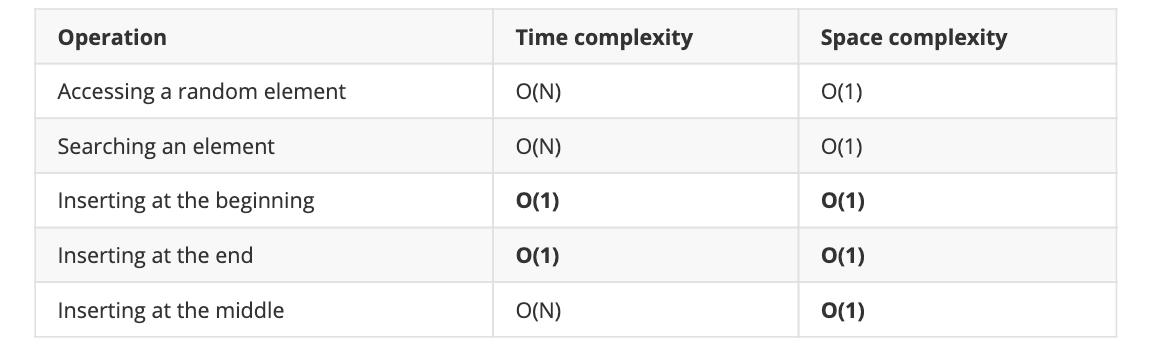 Operation Time complexity Space complexity
Accessing a random element O(N) O(1)
Searching an element O(N) O(1)
Inserting at the beginning O(1) O(1)
Inserting at the end O(1) O(1)
Inserting at the middle O(N) O(1)